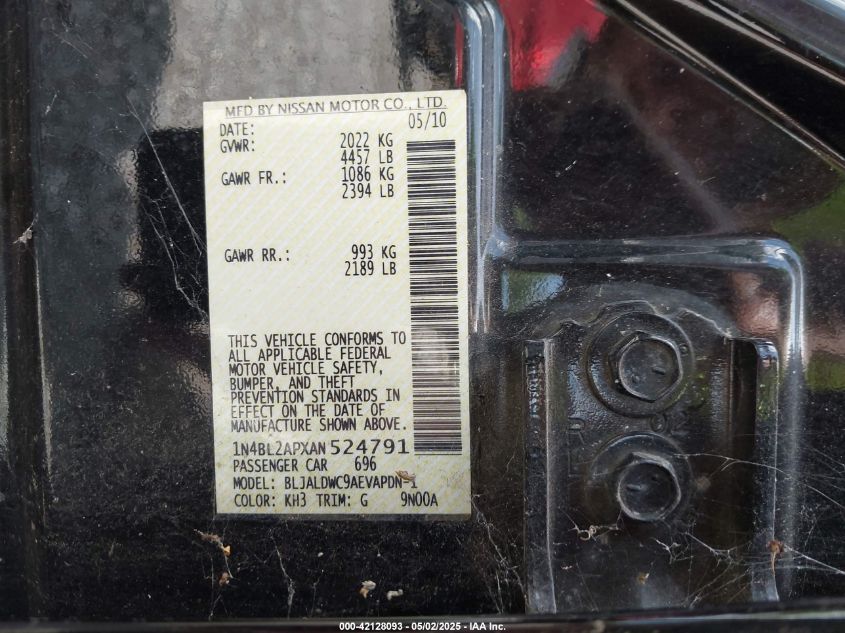 MFD BY NISSAN MOTOR CO., LTD.
DATE: 05/10
GVWR: 2022 KG
4457 LB
GAWR FR.: 1086 KG
2394 LB
GAWR RR.: 993 KG
2189 LB
THIS VEHICLE CONFORMS TO
ALL APPLICABLE FEDERAL
MOTOR VEHICLE SAFETY,
BUMPER, AND THEFT
PREVENTION STANDARDS IN
EFFECT ON THE DATE OF
MANUFACTURE SHOWN ABOVE.
1N4BL2APXAN524791
PASSENGER CAR 696
MODEL: BLJALDWC9AEVAPDN-1
COLOR: KH3 TRIM: G 9N00A
000-42128093 - 05/02/2025 - IAA Inc.